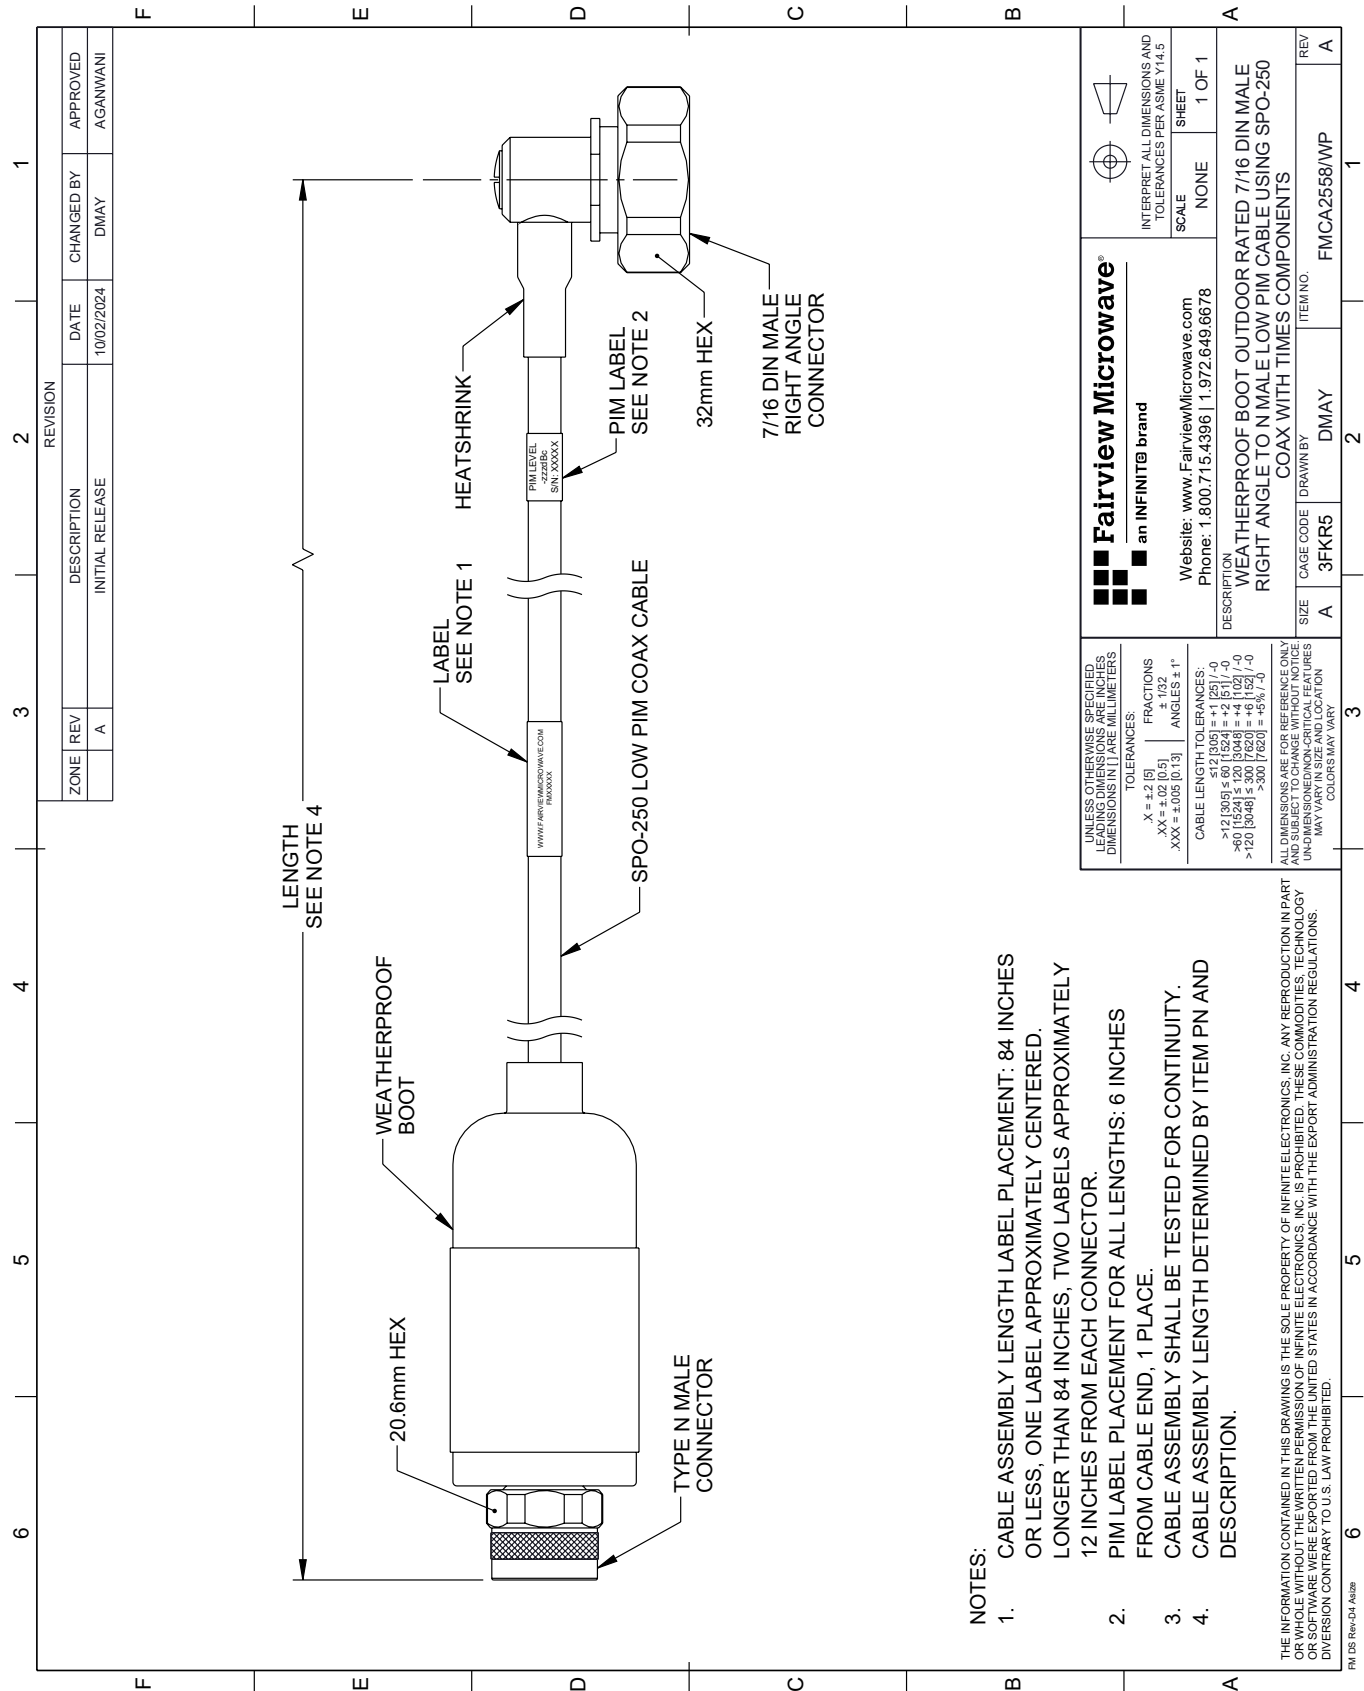 6
5
4
3
2
1
F
E
D
C
B
A
REVISION
ZONE
REV
DESCRIPTION
DATE
CHANGED BY
APPROVED
A
INITIAL RELEASE
10/02/2024
DMAY
AGANWANI
LENGTH
SEE NOTE 4
WEATHERPROOF
BOOT
20.6mm HEX
TYPE N MALE
CONNECTOR
LABEL
SEE NOTE 1
WWW.FAIRVIEWMICROWAVE.COM
FMXXXXX
SPO-250 LOW PIM COAX CABLE
HEATSHRINK
PIM LEVEL
-zzzdBc
S/N: XXXXX
PIM LABEL
SEE NOTE 2
32mm HEX
7/16 DIN MALE
RIGHT ANGLE
CONNECTOR
NOTES:
1. CABLE ASSEMBLY LENGTH LABEL PLACEMENT: 84 INCHES
OR LESS, ONE LABEL APPROXIMATELY CENTERED.
LONGER THAN 84 INCHES, TWO LABELS APPROXIMATELY
12 INCHES FROM EACH CONNECTOR.
2. PIM LABEL PLACEMENT FOR ALL LENGTHS: 6 INCHES
FROM CABLE END, 1 PLACE.
3. CABLE ASSEMBLY SHALL BE TESTED FOR CONTINUITY.
4. CABLE ASSEMBLY LENGTH DETERMINED BY ITEM PN AND
DESCRIPTION.
THE INFORMATION CONTAINED IN THIS DRAWING IS THE SOLE PROPERTY OF INFINITE ELECTRONICS, INC. ANY REPRODUCTION IN PART
OR WHOLE WITHOUT THE WRITTEN PERMISSION OF INFINITE ELECTRONICS, INC. IS PROHIBITED. THESE COMMODITIES, TECHNOLOGY
OR SOFTWARE WERE EXPORTED FROM THE UNITED STATES IN ACCORDANCE WITH THE EXPORT ADMINISTRATION REGULATIONS.
DIVERSION CONTRARY TO U.S. LAW PROHIBITED.
UNLESS OTHERWISE SPECIFIED
LEADING DIMENSIONS ARE INCHES
DIMENSIONS IN [ ] ARE MILLIMETERS
TOLERANCES:
.X = ±.2 [5]
.XX = ±.02 [0.5]
.XXX = ±.005 [0.13]
FRACTIONS
± 1/32
ANGLES ± 1°
CABLE LENGTH TOLERANCES:
≤12 [305] = +1 [25] / -0
>12 [305] ≤ 60 [1524] = +2 [51] / -0
>60 [1524] ≤ 120 [3048] = +4 [102] / -0
>120 [3048] ≤ 300 [7620] = +6 [152] / -0
>300 [7620] = +5% / -0
ALL DIMENSIONS ARE FOR REFERENCE ONLY
AND SUBJECT TO CHANGE WITHOUT NOTICE.
UN-DIMENSIONED/NON-CRITICAL FEATURES
MAY VARY IN SIZE AND LOCATION
COLORS MAY VARY
Fairview Microwave®
an INFINITE brand
Website: www.FairviewMicrowave.com
Phone: 1.800.715.4396 | 1.972.649.6678
INTERPRET ALL DIMENSIONS AND
TOLERANCES PER ASME Y14.5
SCALE
NONE
SHEET
1 OF 1
DESCRIPTION
WEATHERPROOF BOOT OUTDOOR RATED 7/16 DIN MALE
RIGHT ANGLE TO N MALE LOW PIM CABLE USING SPO-250
COAX WITH TIMES COMPONENTS
SIZE
A
CAGE CODE
3FKR5
DRAWN BY
DMAY
ITEM NO.
FMCA2558/WP
REV
A
F
E
D
C
B
A
6
5
4
3
2
1
FM DS Rev-D4 Asize